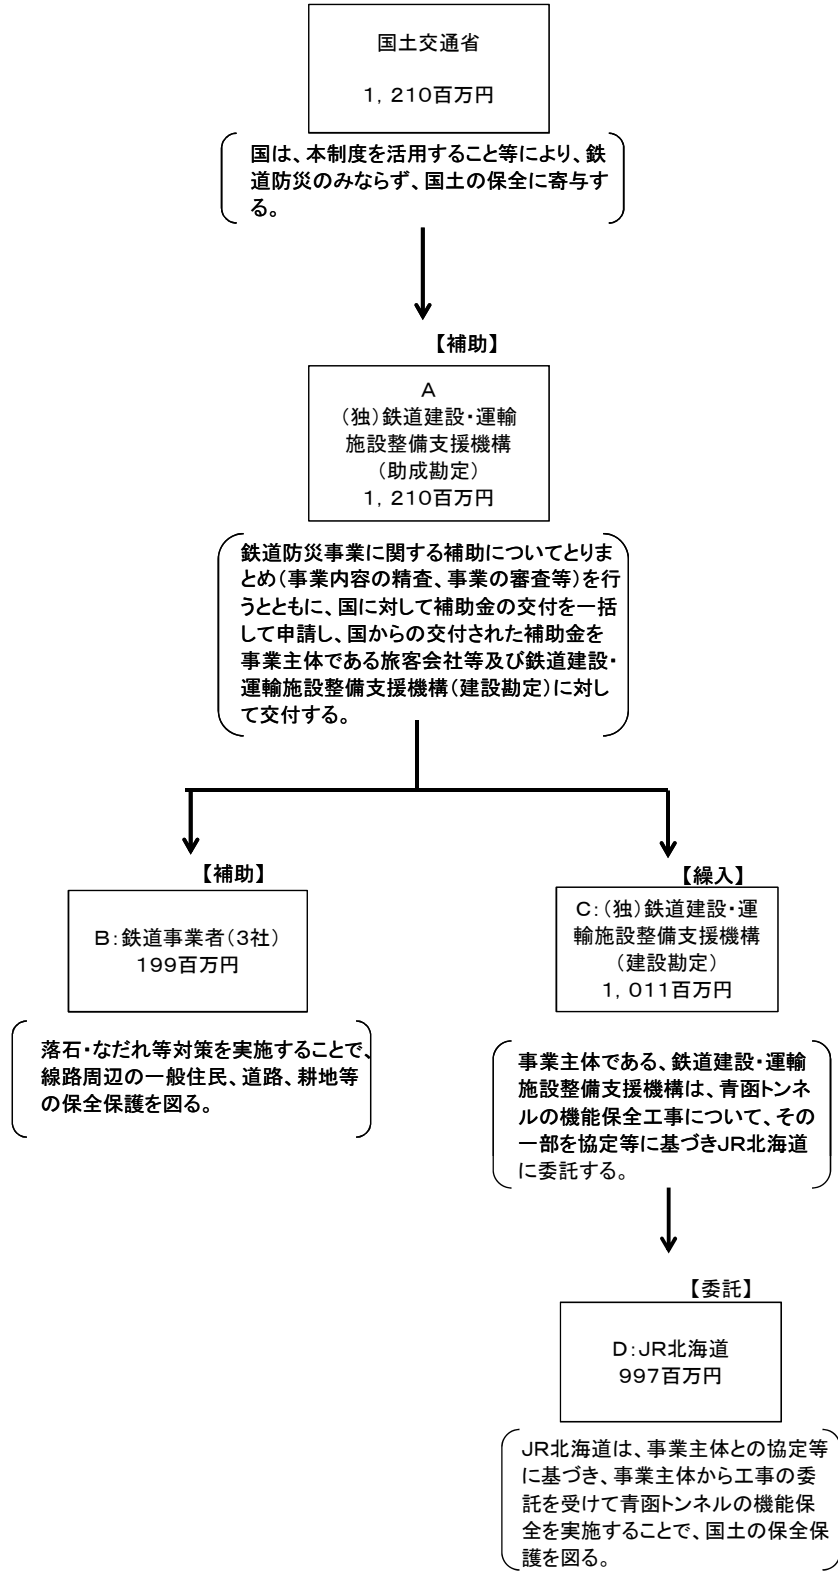 国土交通省
1，210百万円
国は、本制度を活用すること等により、鉄
道防災のみならず、国土の保全に寄与す
る。
【補助】
A
（独）鉄道建設・運輸
施設整備支援機構
（助成勘定）
1，210百万円
鉄道防災事業に関する補助についてとりま
とめ（事業内容の精査、事業の審査等）を行
うとともに、国に対して補助金の交付を一括
して申請し、国からの交付された補助金を
事業主体である旅客会社等及び鉄道建設・
運輸施設整備支援機構（建設勘定）に対し
て交付する。
【補助】
B：鉄道事業者（3社）
199百万円
落石・なだれ等対策を実施することで、
線路周辺の一般住民、道路、耕地等
の保全保護を図る。
【繰入】
C：（独）鉄道建設・運
輸施設整備支援機構
（建設勘定）
1，011百万円
事業主体である、鉄道建設・運輸
施設整備支援機構は、青函トンネ
ルの機能保全工事について、その
一部を協定等に基づきJR北海道
に委託する。
【委託】
D：JR北海道
997百万円
JR北海道は、事業主体との協定等
に基づき、事業主体から工事の委
託を受けて青函トンネルの機能保
全を実施することで、国土の保全保
護を図る。